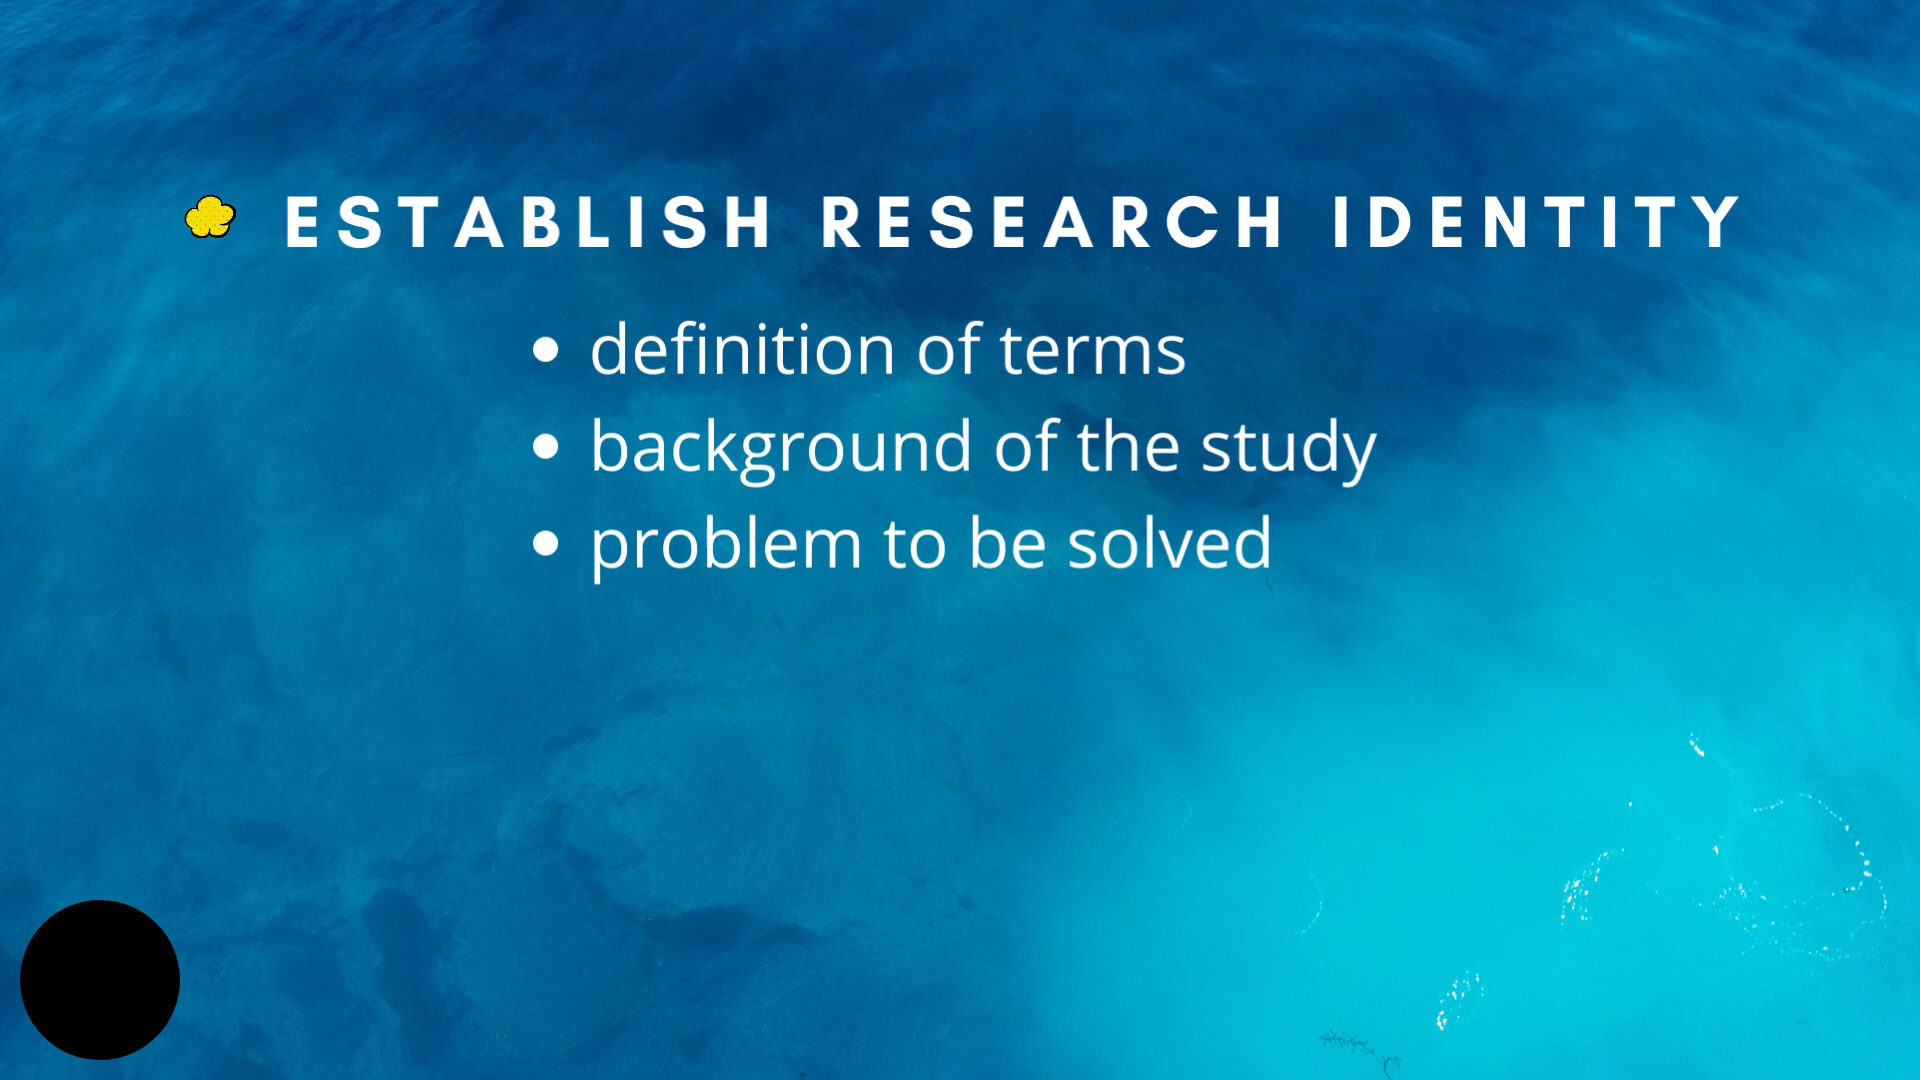 ESTABLISH RESEARCH IDENTITY
definition of terms
background of the study
problem to be solved